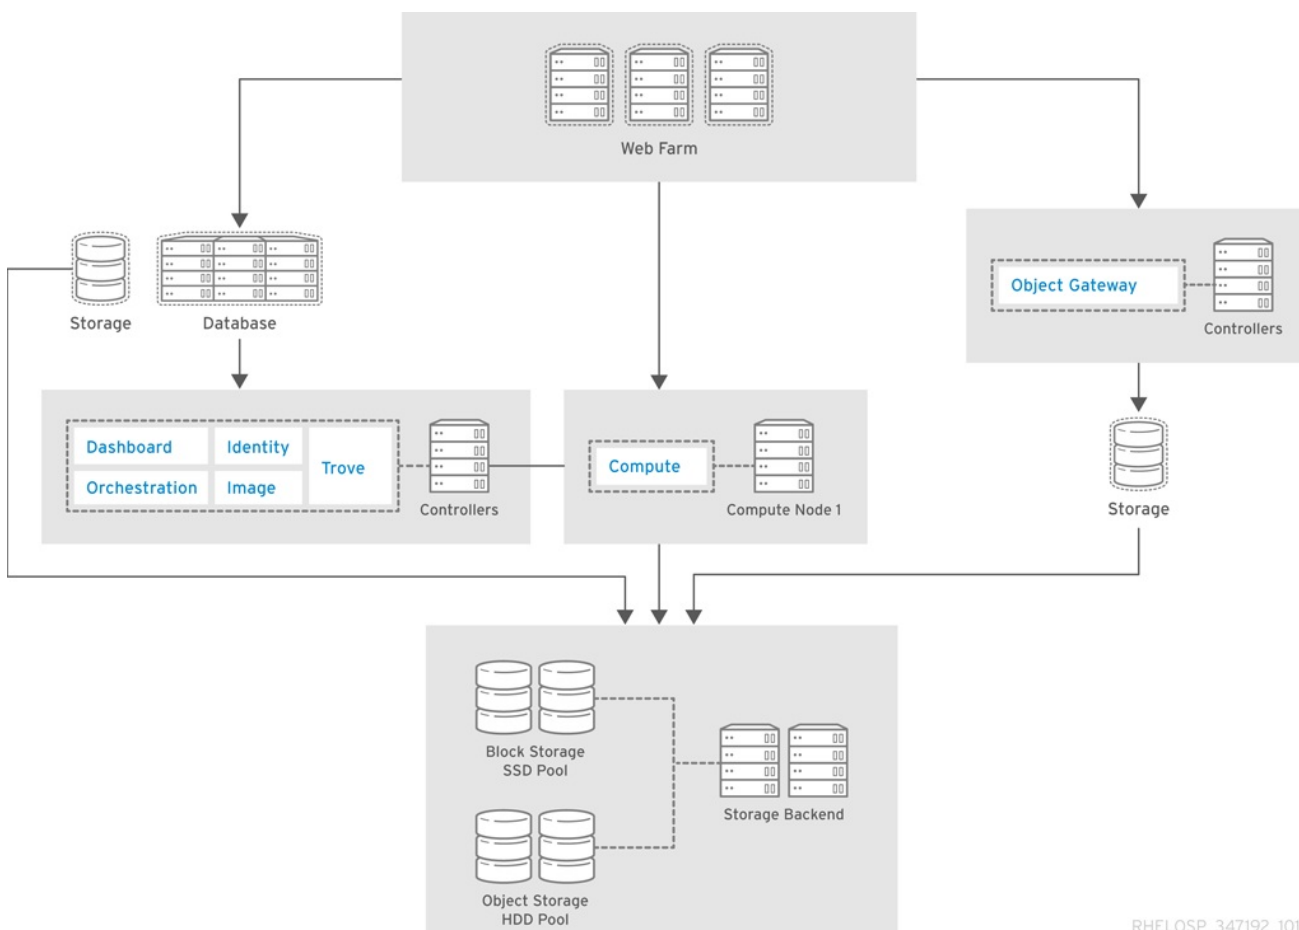 Web Farm
Storage
Database
Object Gateway
Controllers
Dashboard
Identity
Trove
Orchestration
Image
Controllers
Compute
Compute Node 1
Storage
Block Storage
SSD Pool
Storage Backend
Object Storage
HDD Pool
RHELOSP_347192_101